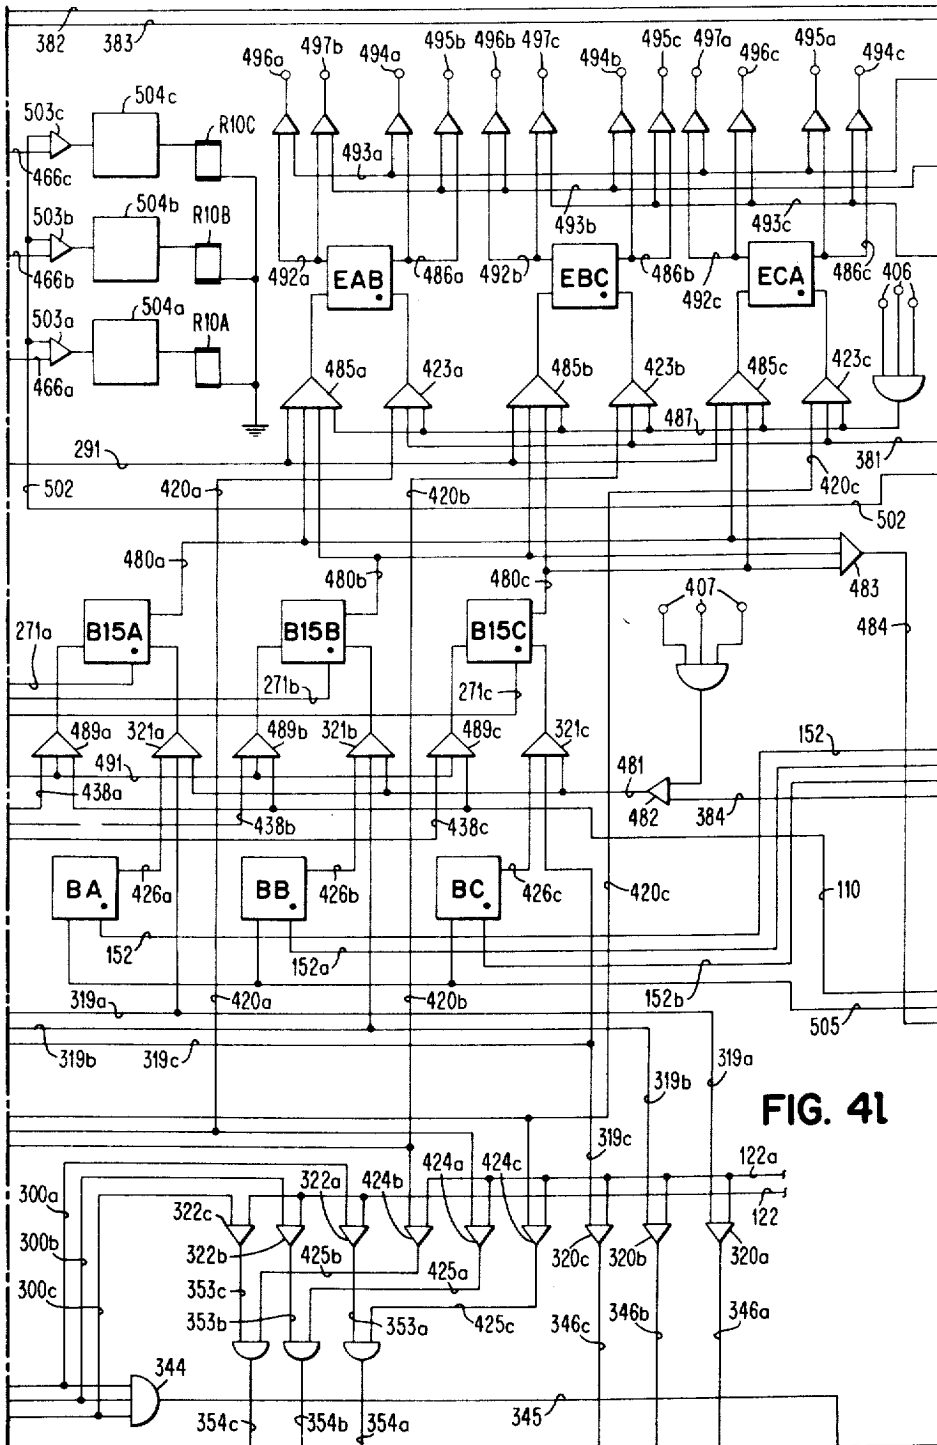 382 383
496a 497b 494a 495b 496b 497c 494b 495c 497a 496c 495a 494c
503c 504c R10C
466c 493a
503b 504b R10B 493b 493c
466b 492a EAB 486a 492b EBC 486b 492c ECA 486c 406
503a 504a R10A
466a 485a 423a 485b 423b 485c 423c
487
291 381
502 420a 420b 420c 502
480a 480b 480c 483
407 484
B15A B15B B15C
271a 271b 271c
489a 321a 489b 321b 489c 321c 152
491 481
438a 438b 438c 482 384
BA 426a BB 426b BC 426c 420c 110
152 152a 152b
319a 420a 420b 505
319b 319c 319b 319a
FIG. 4l
319c
300a 322a 424b 424a 424c 122a
322c 122
300b 322b 425b 425a 320c 320b 320a
300c 353c 353b 353a 425c 346c 346b 346a
344
345
354c 354b 354a